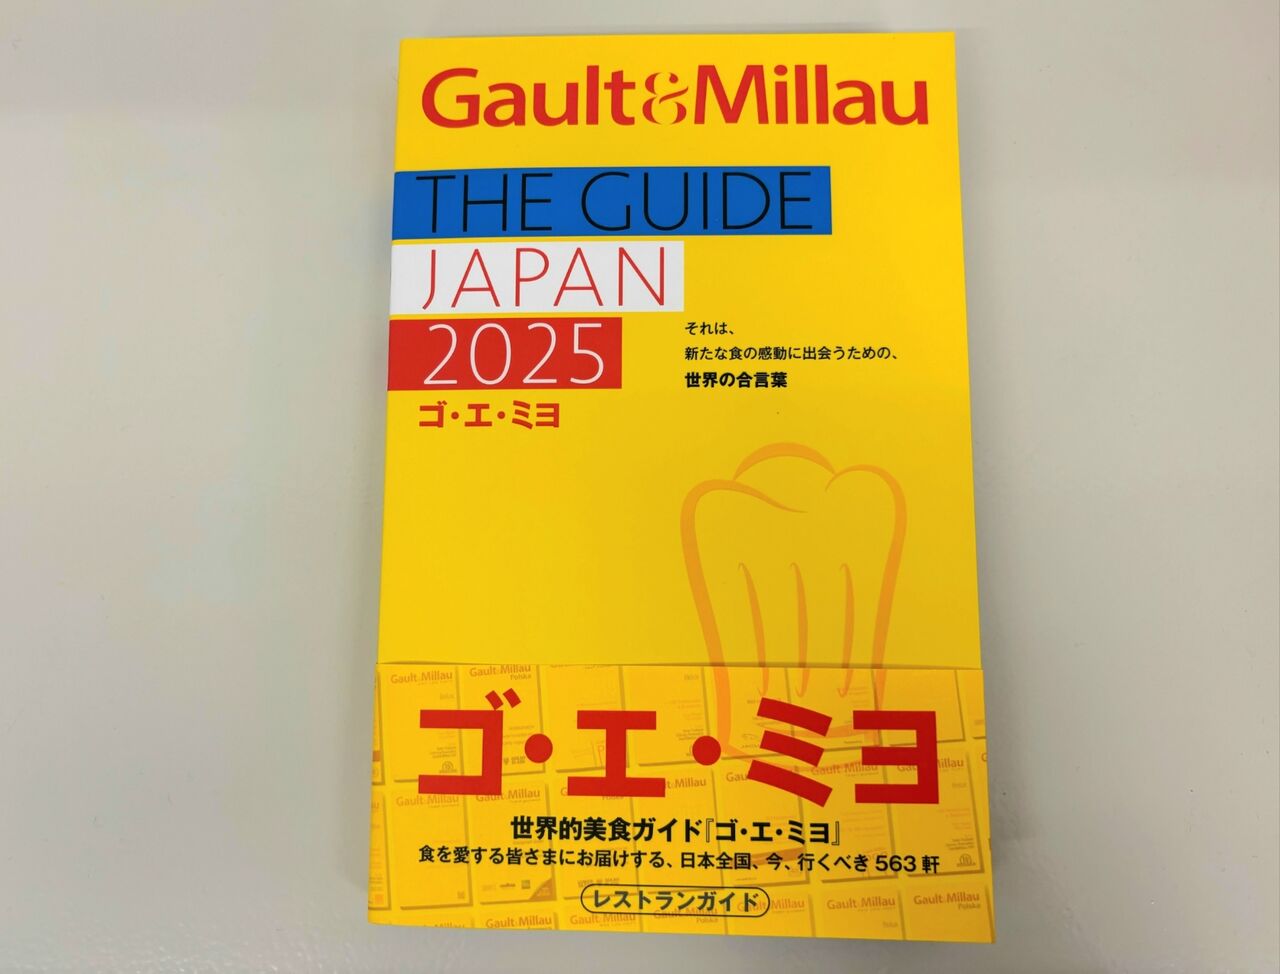 Gault&Millau
THE GUIDE
JAPAN
2025
ゴ・エ・ミヨ
それは、
新たな食の感動に出会うための、
世界の合言葉
ゴ・エ・ミヨ
世界的美食ガイド『ゴ・エ・ミヨ』
食を愛する皆さまにお届けする、日本全国、今、行くべき563軒
レストランガイド